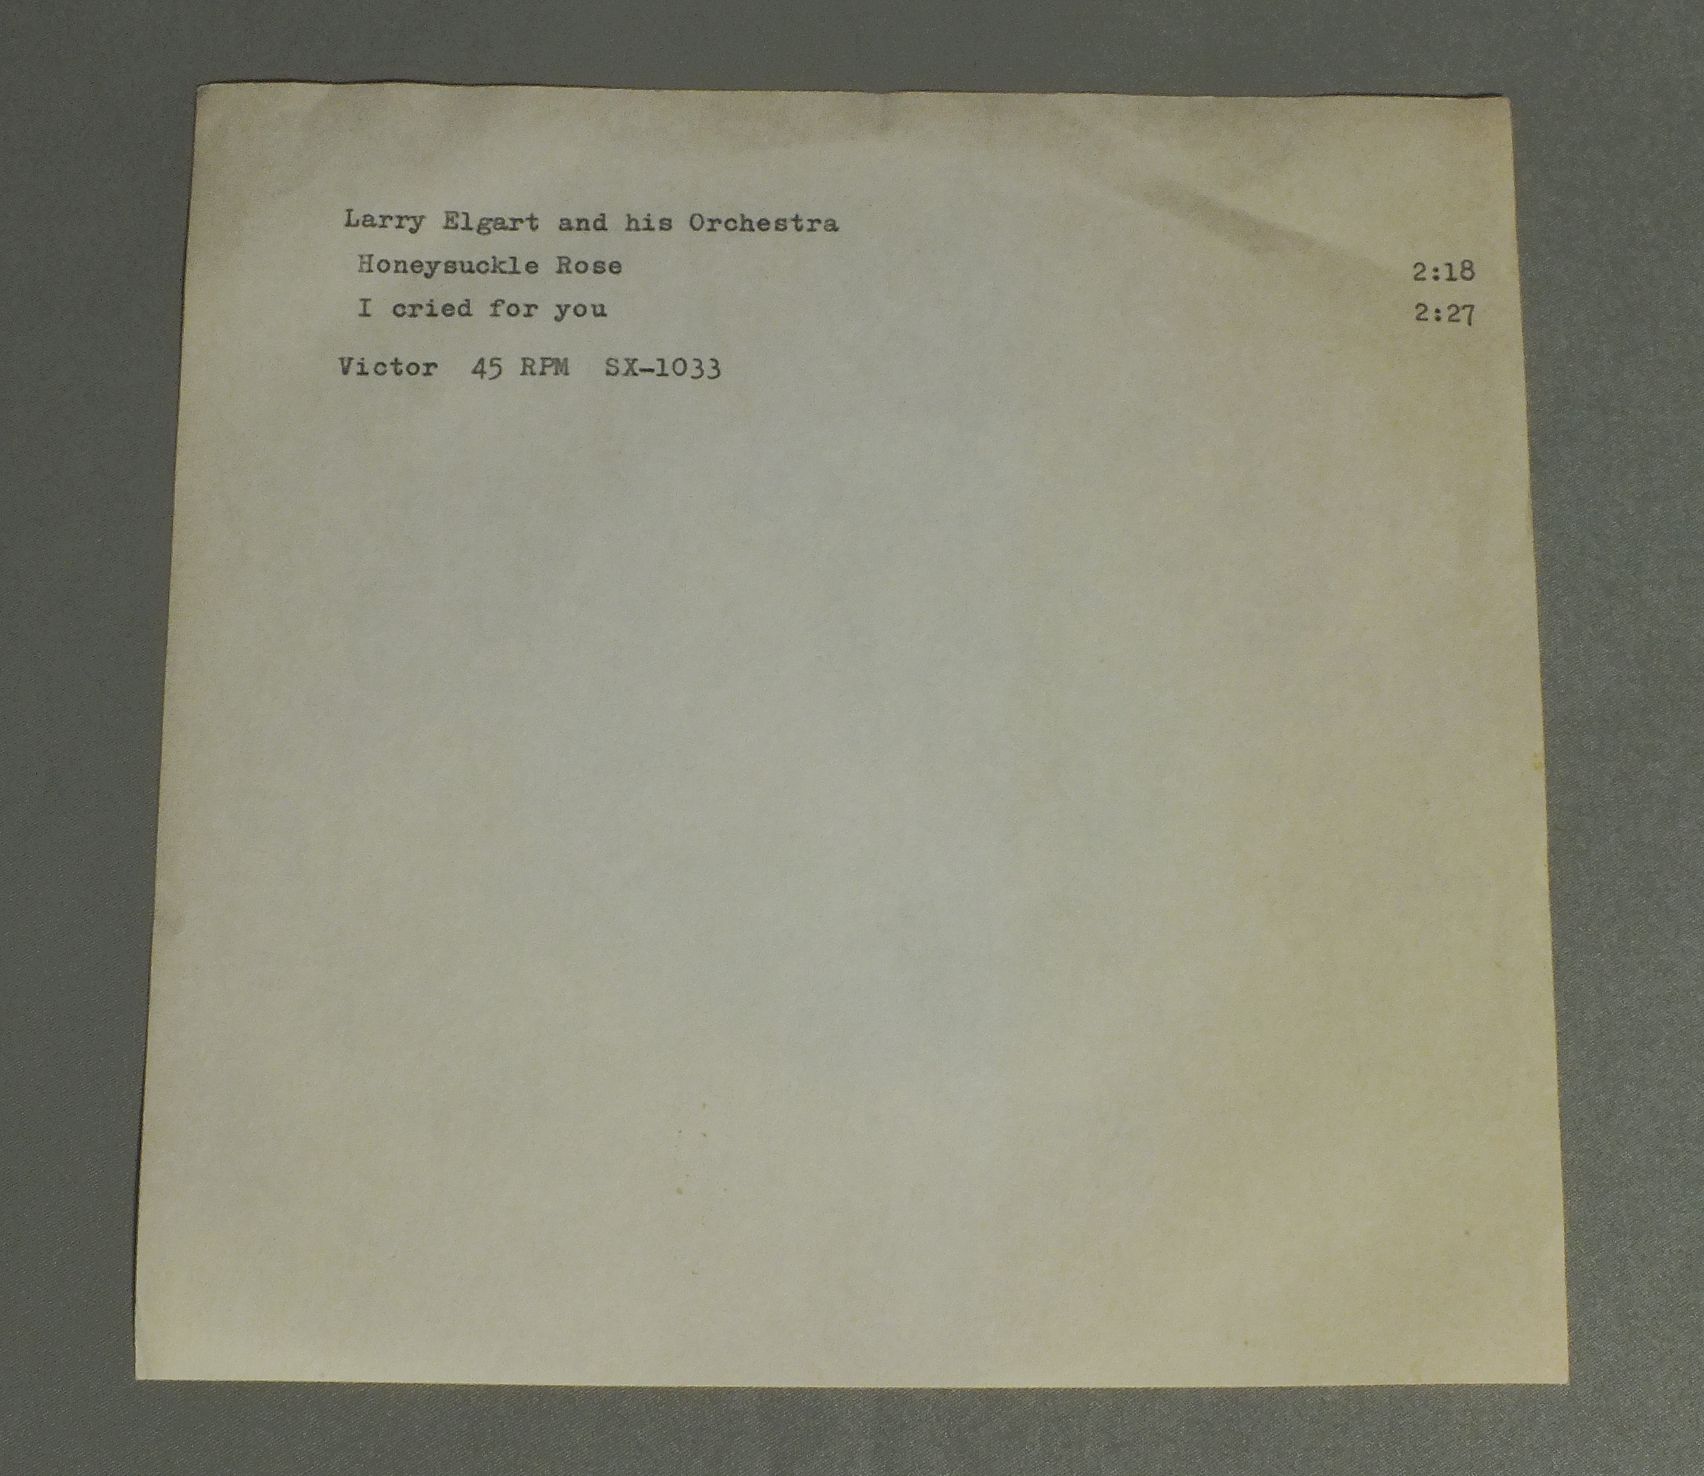 Larry Elgart and his Orchestra
Honeysuckle Rose 2:18
I cried for you 2:27
Victor 45 RPM SX-1033